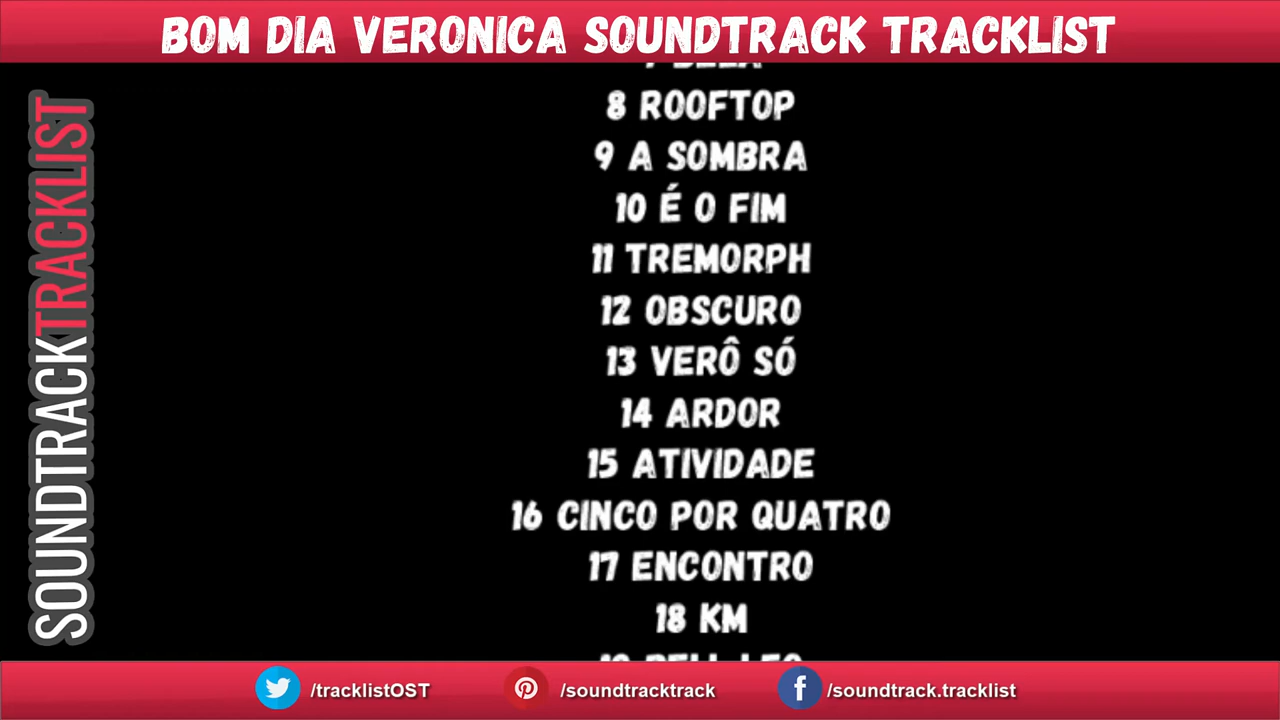 BOM DIA VERONICA SOUNDTRACK TRACKLIST
8 ROOFTOP
9 A SOMBRA
10 É O FIM
11 TREMORPH
12 OBSCURO
13 VERÔ SÓ
14 ARDOR
15 ATIVIDADE
16 CINCO POR QUATRO
17 ENCONTRO
18 KM
SOUNDTRACKTRACKLIST
/tracklistOST
/soundtracktrack
/soundtrack.tracklist